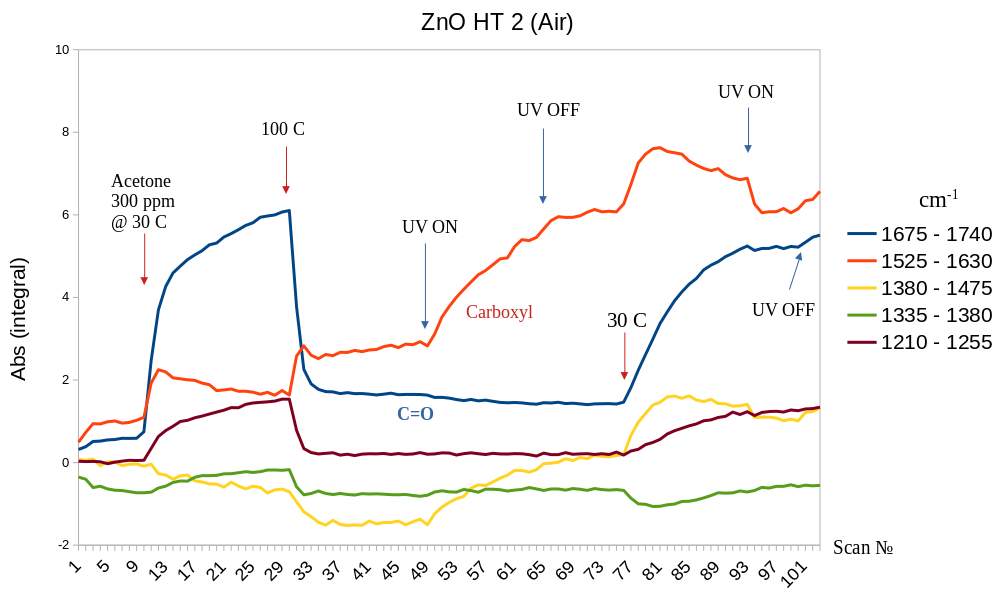 ZnO HT 2 (Air)
10
8
6
4
2
0
-2
Abs (integral)
Acetone
300 ppm
@ 30 C
100 C
UV ON
UV OFF
UV ON
Carboxyl
C=O
30 C
UV OFF
cm-1
1675 - 1740
1525 - 1630
1380 - 1475
1335 - 1380
1210 - 1255
1 5 9 13 17 21 25 29 33 37 41 45 49 53 57 61 65 69 73 77 81 85 89 93 97 101
Scan №